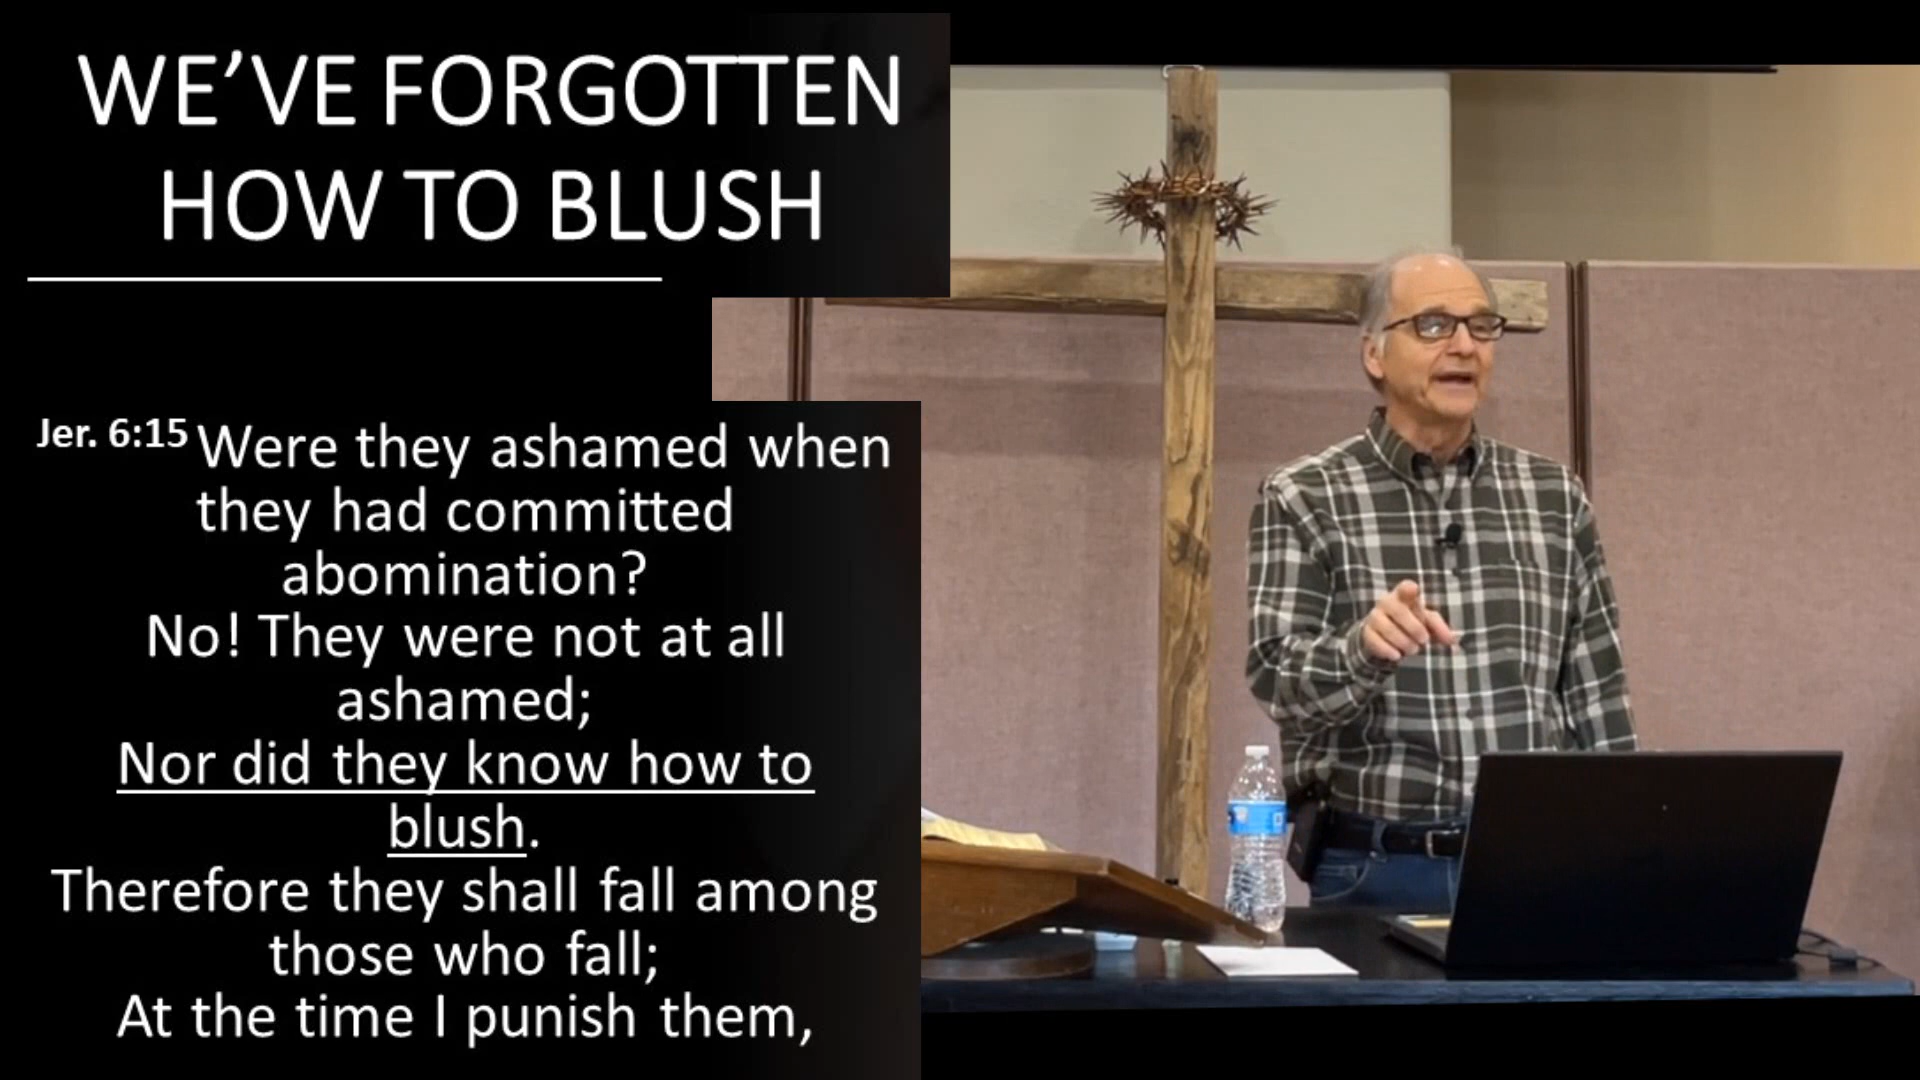 WE’VE FORGOTTEN
HOW TO BLUSH
Jer. 6:15 Were they ashamed when
they had committed
abomination?
No! They were not at all
ashamed;
Nor did they know how to
blush.
Therefore they shall fall among
those who fall;
At the time I punish them,